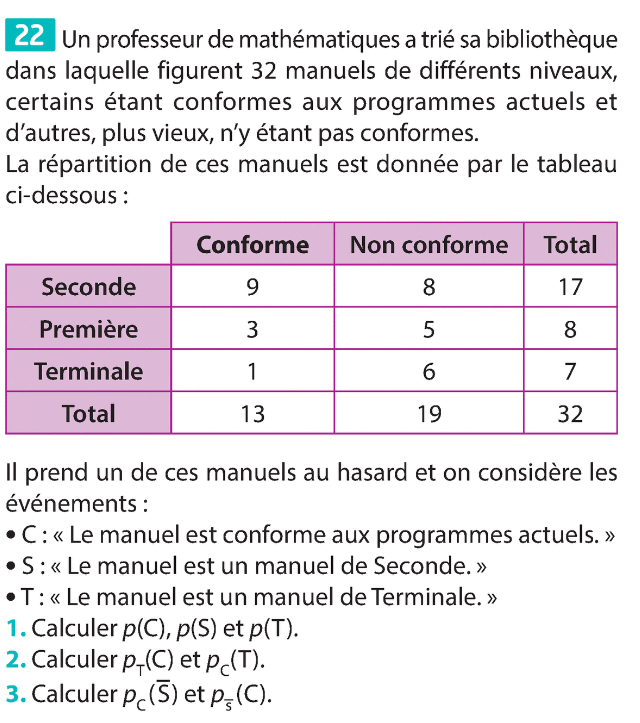 22 Un professeur de mathématiques a trié sa bibliothèque
dans laquelle figurent 32 manuels de différents niveaux,
certains étant conformes aux programmes actuels et
d'autres, plus vieux, n'y étant pas conformes.
La répartition de ces manuels est donnée par le tableau
ci-dessous :
Conforme Non conforme Total
Seconde 9 8 17
Première 3 5 8
Terminale 1 6 7
Total 13 19 32
Il prend un de ces manuels au hasard et on considère les
événements :
• C : « Le manuel est conforme aux programmes actuels. »
• S : « Le manuel est un manuel de Seconde. »
• T : « Le manuel est un manuel de Terminale. »
1. Calculer p(C), p(S) et p(T).
2. Calculer p_T(C) et p_C(T).
3. Calculer p_C(S̅) et p_s̅(C).